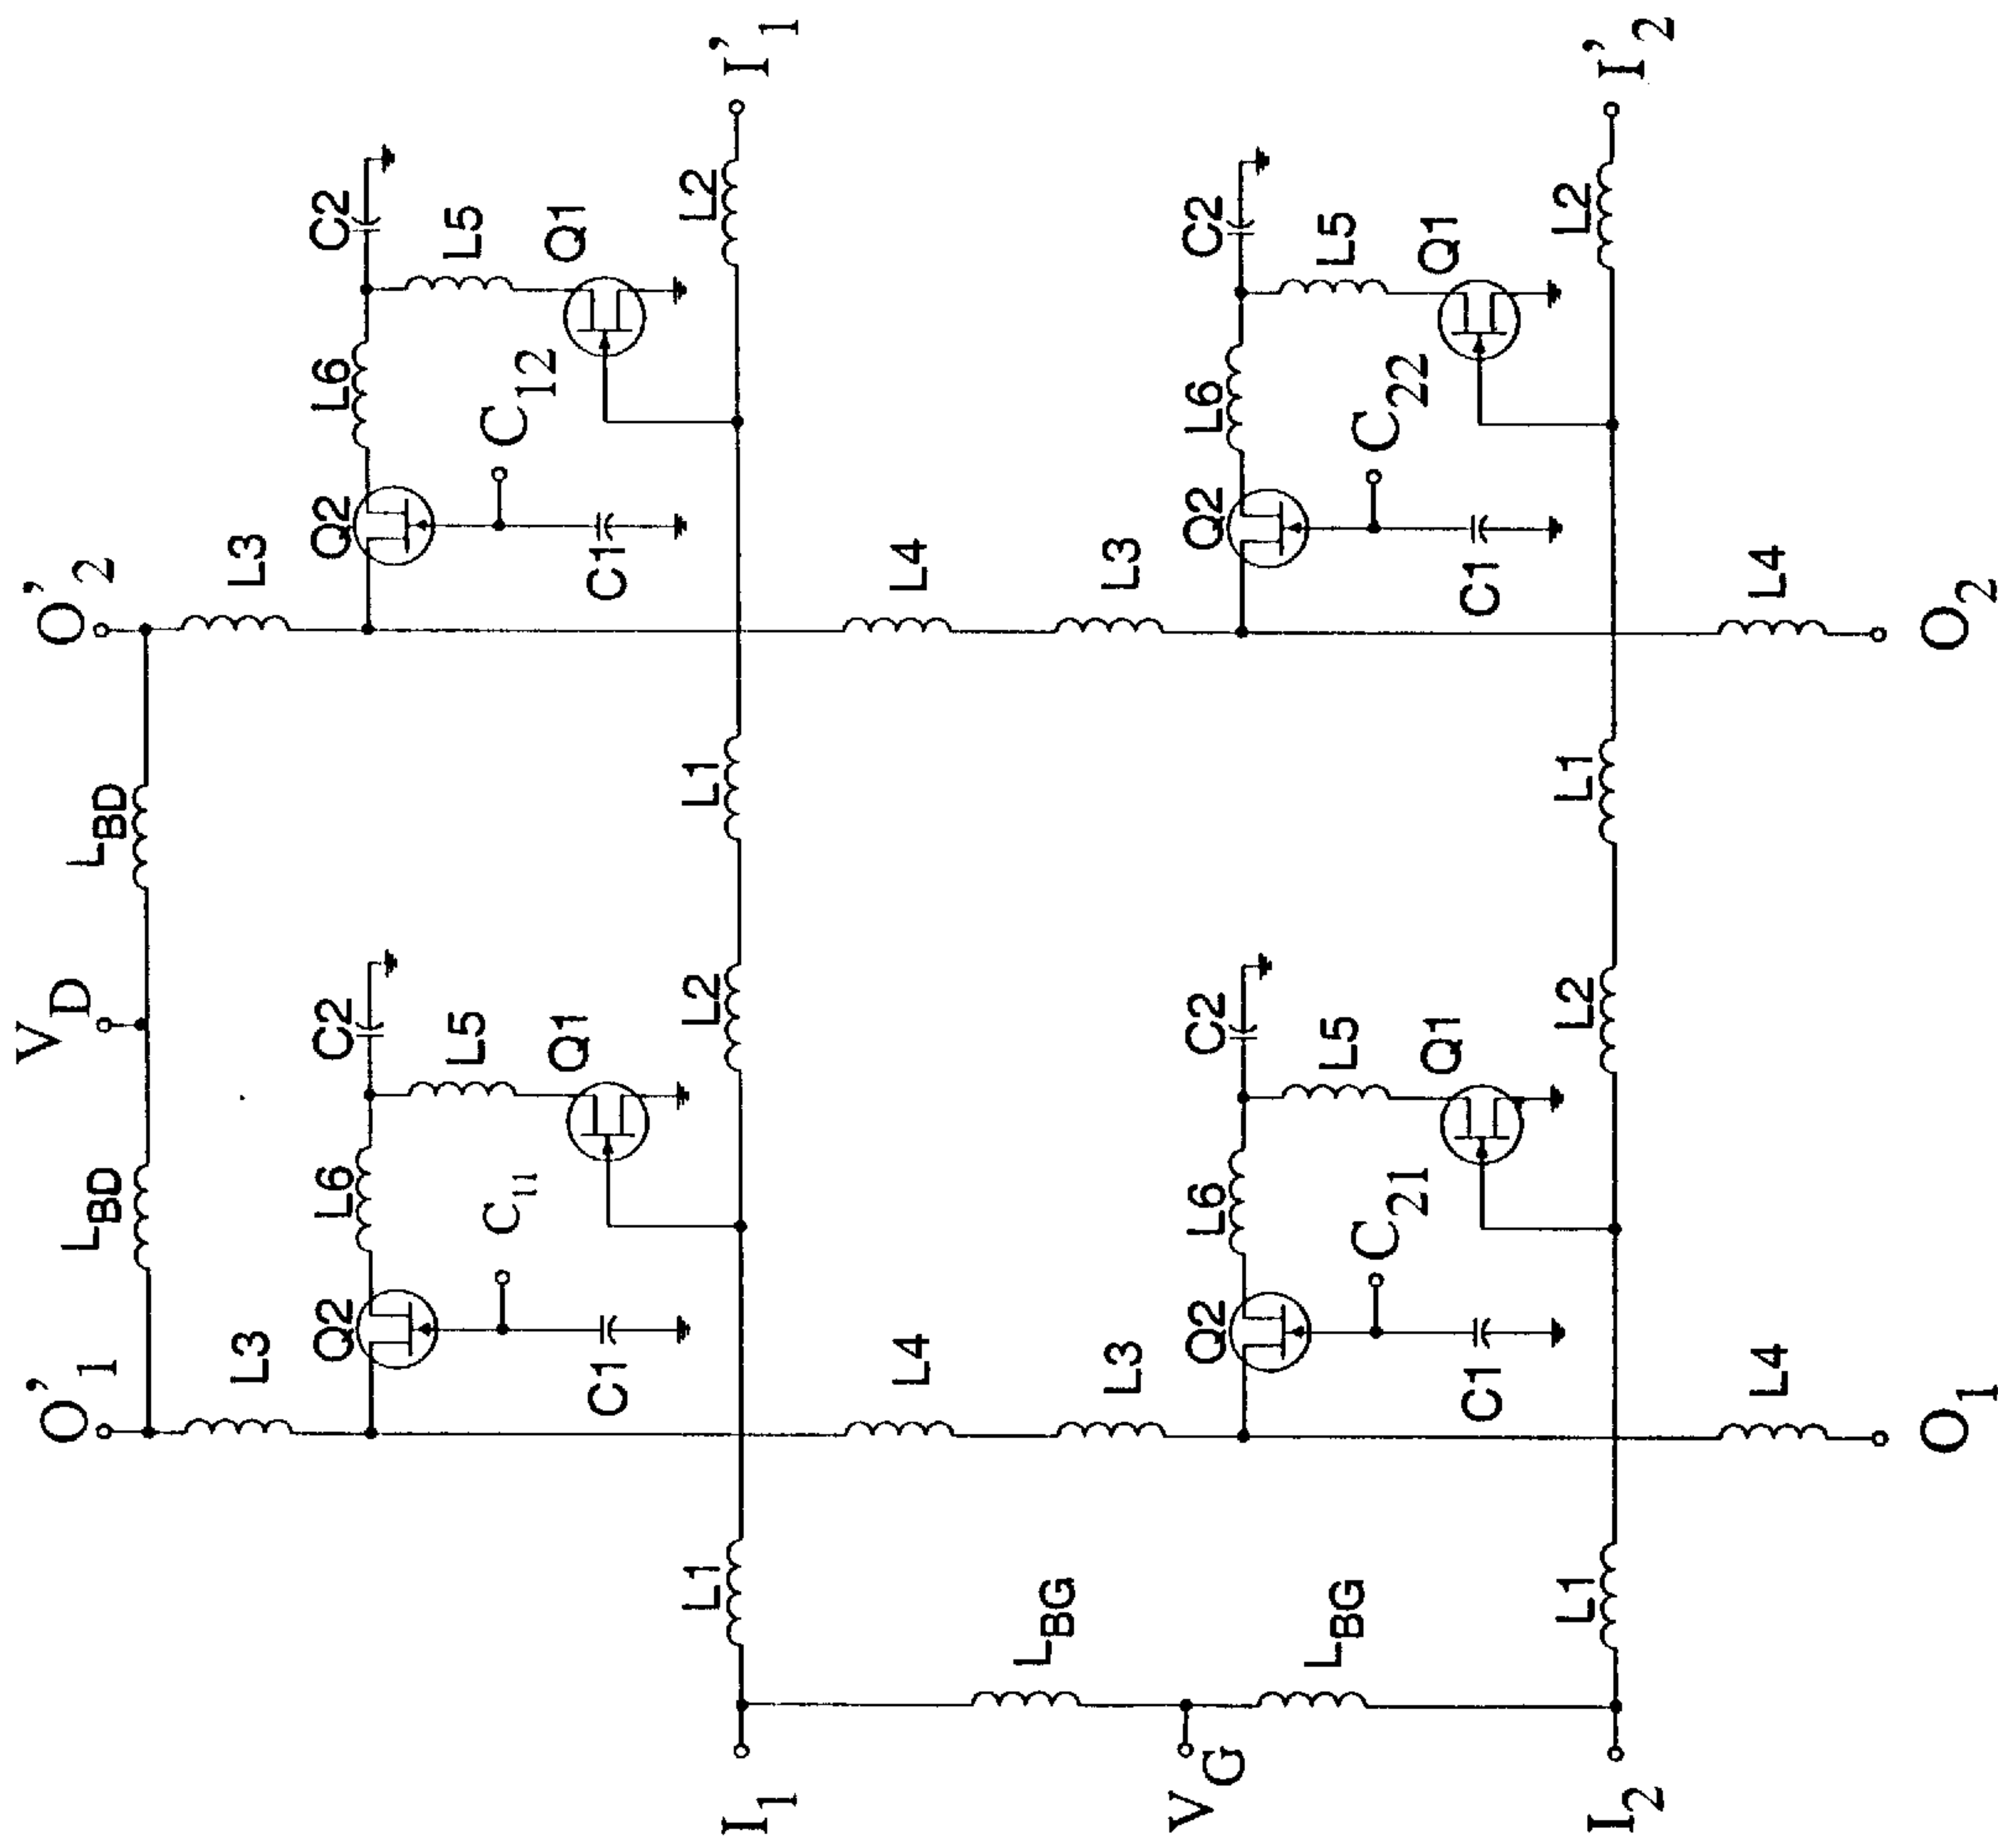 O'1 VD O'2
LBD LBD
L3 L3
Q2 L6 C2 Q2 L6 C2
L5 L5
C1 C11 Q1 C1 C12 Q1
I1 L1 L2 L1 L2 I'1
L4 L4
LBG
L3 L3
VG
Q2 L6 C2 Q2 L6 C2
LBG L5 L5
C1 C21 Q1 C1 C22 Q1
I2 L1 L2 L1 L2 I'2
L4 L4
O1 O2